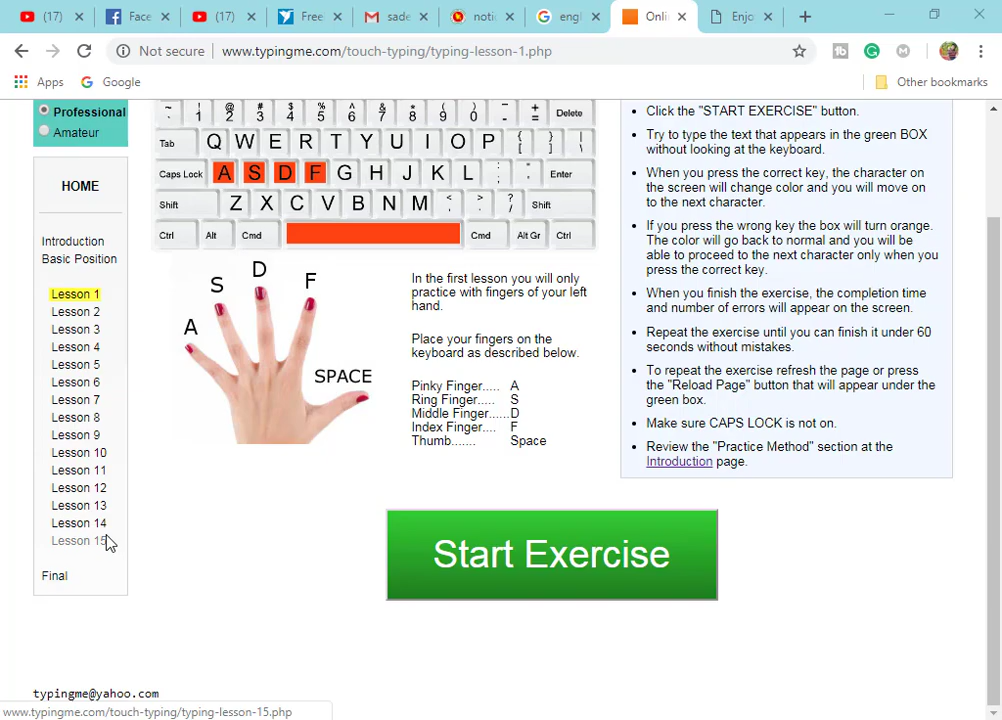 (17)
Face
(17)
Free
sade
notic
engl
Onli
Enjo
Not secure
www.typingme.com/touch-typing/typing-lesson-1.php
Apps
Google
Other bookmarks
Professional
Amateur
HOME
Introduction
Basic Position
Lesson 1
Lesson 2
Lesson 3
Lesson 4
Lesson 5
Lesson 6
Lesson 7
Lesson 8
Lesson 9
Lesson 10
Lesson 11
Lesson 12
Lesson 13
Lesson 14
Lesson 15
Final
~ ! @ # $ % ^ & * ( ) _ +
` 1 2 3 4 5 6 7 8 9 0 - = Delete
Tab Q W E R T Y U I O P { [ } ] | \
Caps Lock A S D F G H J K L : ; " ' Enter
Shift Z X C V B N M < , > . ? / Shift
Ctrl Alt Cmd Cmd Alt Gr Ctrl
A
S
D
F
SPACE
In the first lesson you will only
practice with fingers of your left
hand.
Place your fingers on the
keyboard as described below.
Pinky Finger..... A
Ring Finger..... S
Middle Finger......D
Index Finger.... F
Thumb....... Space
• Click the "START EXERCISE" button.
• Try to type the text that appears in the green BOX
without looking at the keyboard.
• When you press the correct key, the character on
the screen will change color and you will move on
to the next character.
• If you press the wrong key the box will turn orange.
The color will go back to normal and you will be
able to proceed to the next character only when you
press the correct key.
• When you finish the exercise, the completion time
and number of errors will appear on the screen.
• Repeat the exercise until you can finish it under 60
seconds without mistakes.
• To repeat the exercise refresh the page or press
the "Reload Page" button that will appear under the
green box.
• Make sure CAPS LOCK is not on.
• Review the "Practice Method" section at the
Introduction page.
Start Exercise
typingme@yahoo.com
www.typingme.com/touch-typing/typing-lesson-15.php